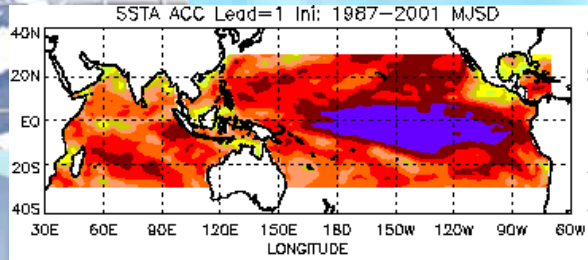 SSTA ACC Lead=1 Ini: 1987-2001 MJSD
40N
20N
EQ
20S
40S
30E 60E 90E 120E 150E 180 150W 120W 90W 60W
LONGITUDE